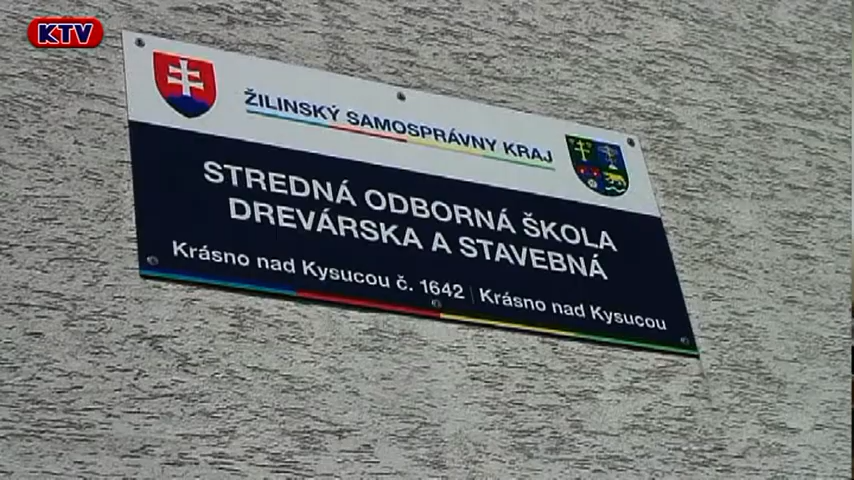 KTV
ŽILINSKÝ SAMOSPRÁVNY KRAJ
STREDNÁ ODBORNÁ ŠKOLA
DREVÁRSKA A STAVEBNÁ
Krásno nad Kysucou č. 1642 | Krásno nad Kysucou